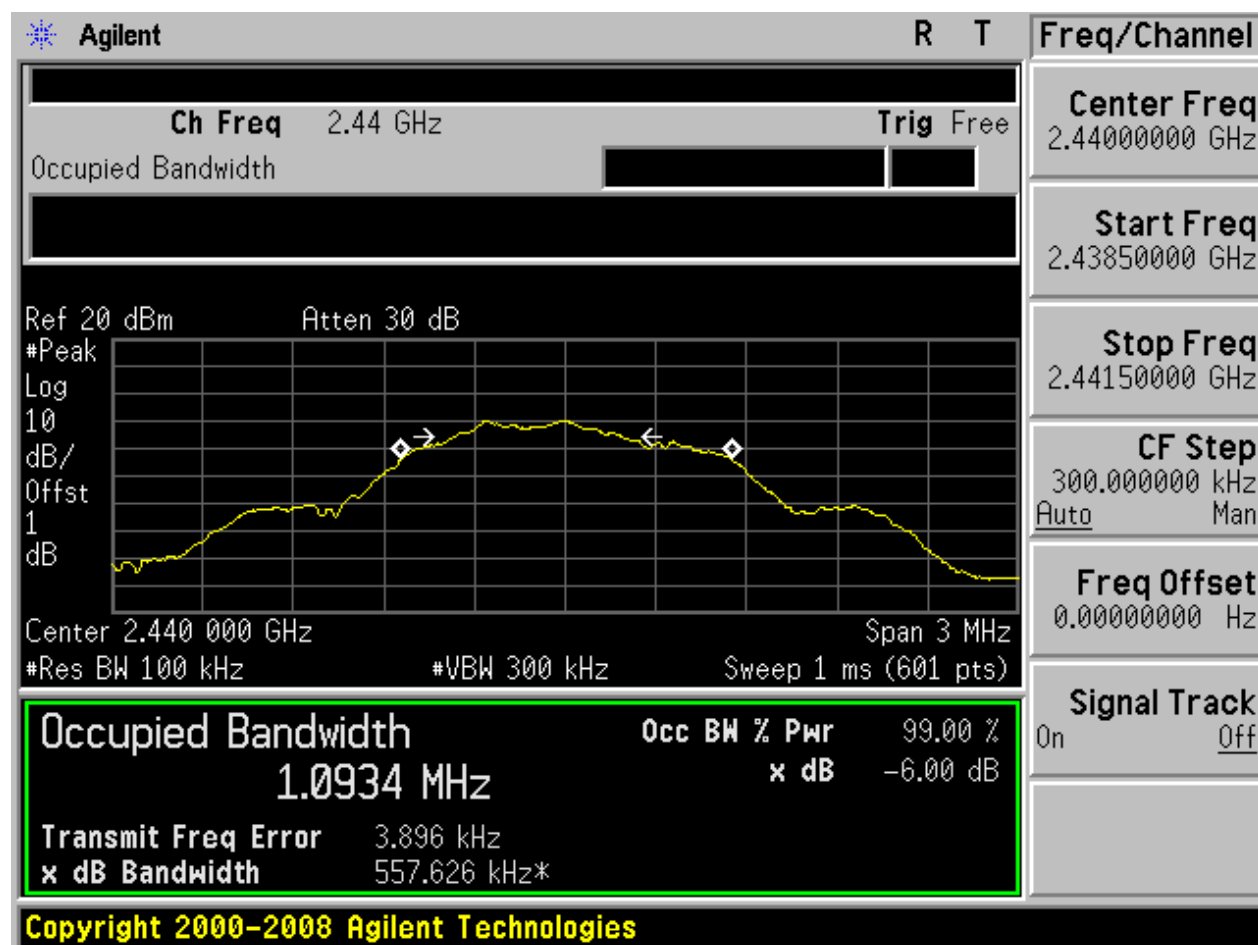 Agilent R T
Freq/Channel
Ch Freq 2.44 GHz Trig Free
Occupied Bandwidth
Center Freq
2.44000000 GHz
Start Freq
2.43850000 GHz
Stop Freq
2.44150000 GHz
CF Step
300.000000 kHz
Auto Man
Freq Offset
0.00000000 Hz
Signal Track
On Off
Ref 20 dBm Atten 30 dB
#Peak
Log
10
dB/
Offst
1
dB
Center 2.440 000 GHz Span 3 MHz
#Res BW 100 kHz #VBW 300 kHz Sweep 1 ms (601 pts)
Occupied Bandwidth
1.0934 MHz
Occ BW % Pwr 99.00 %
x dB -6.00 dB
Transmit Freq Error 3.896 kHz
x dB Bandwidth 557.626 kHz*
Copyright 2000-2008 Agilent Technologies